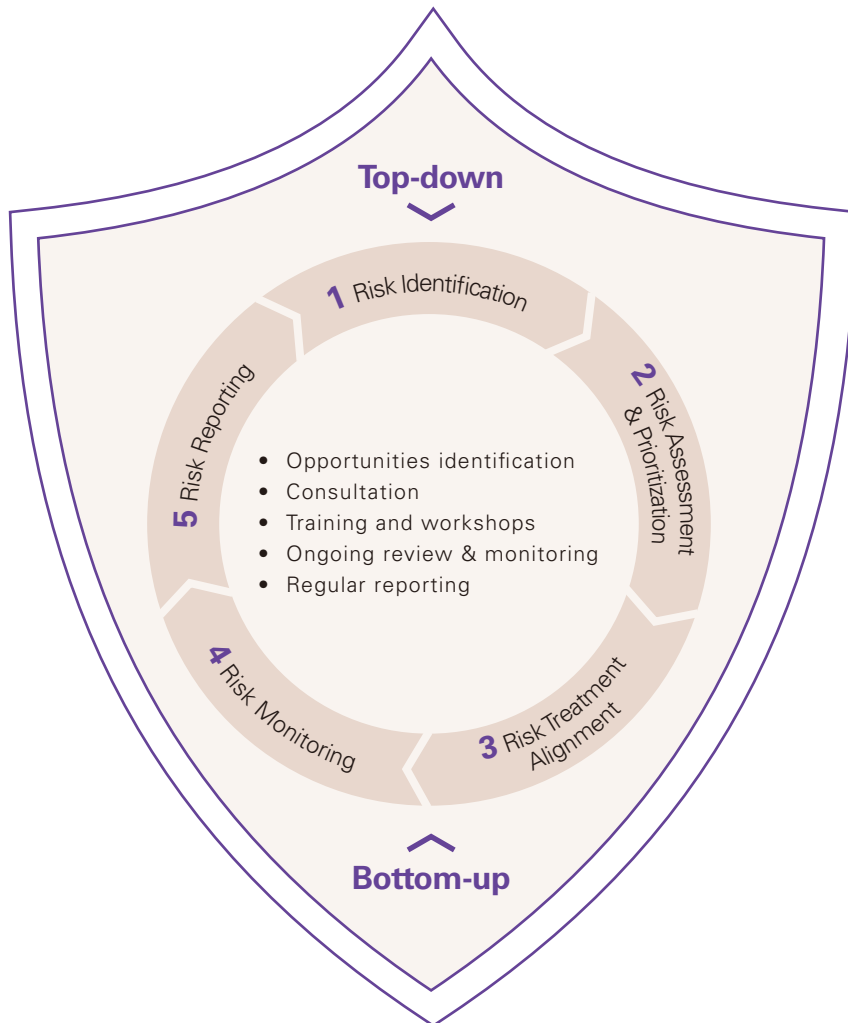 Top-down
1 Risk Identification
2 Risk Assessment
& Prioritization
3 Risk Treatment
Alignment
4 Risk Monitoring
5 Risk Reporting
• Opportunities identification
• Consultation
• Training and workshops
• Ongoing review & monitoring
• Regular reporting
Bottom-up